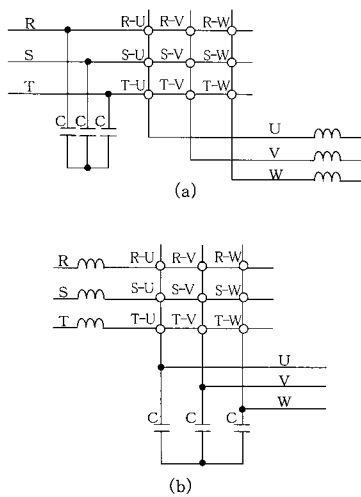 R R-U R-V R-W
S S-U S-V S-W
T T-U T-V T-W
C C C
U
V
W
(a)
R R-U R-V R-W
S S-U S-V S-W
T T-U T-V T-W
U
V
W
C C C
(b)